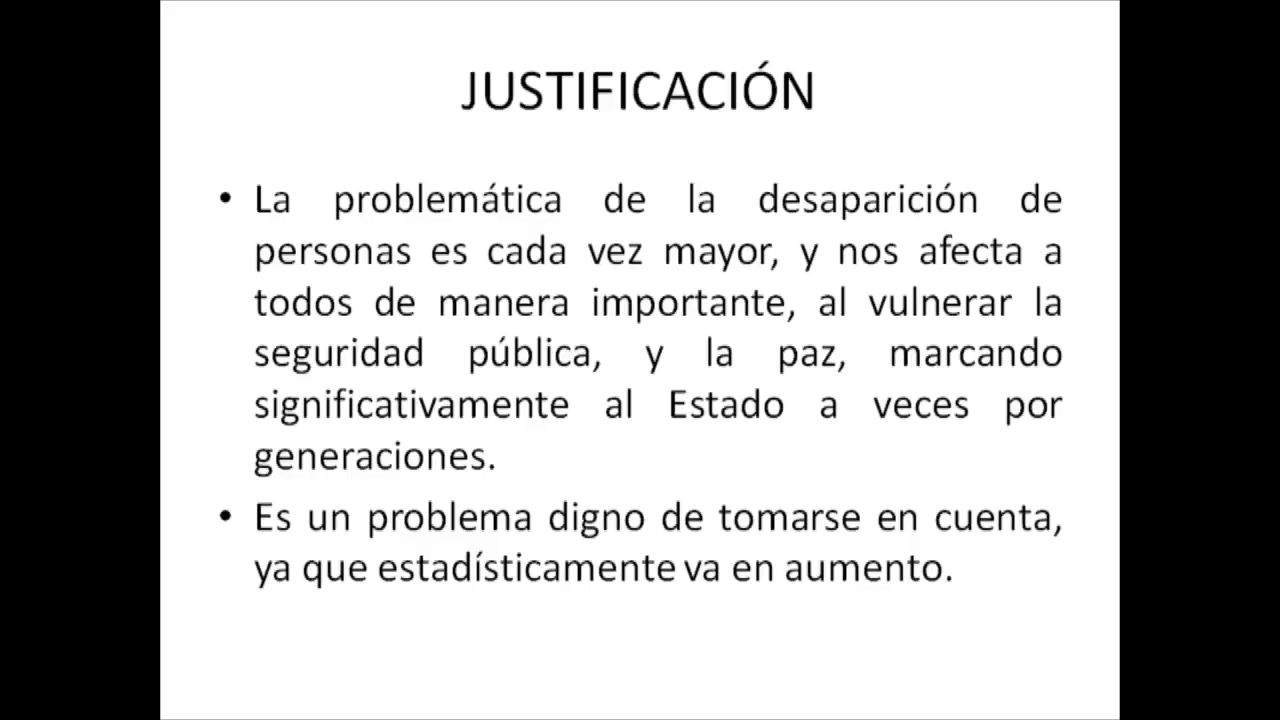 JUSTIFICACIÓN
• La problemática de la desaparición de
personas es cada vez mayor, y nos afecta a
todos de manera importante, al vulnerar la
seguridad pública, y la paz, marcando
significativamente al Estado a veces por
generaciones.
• Es un problema digno de tomarse en cuenta,
ya que estadísticamente va en aumento.